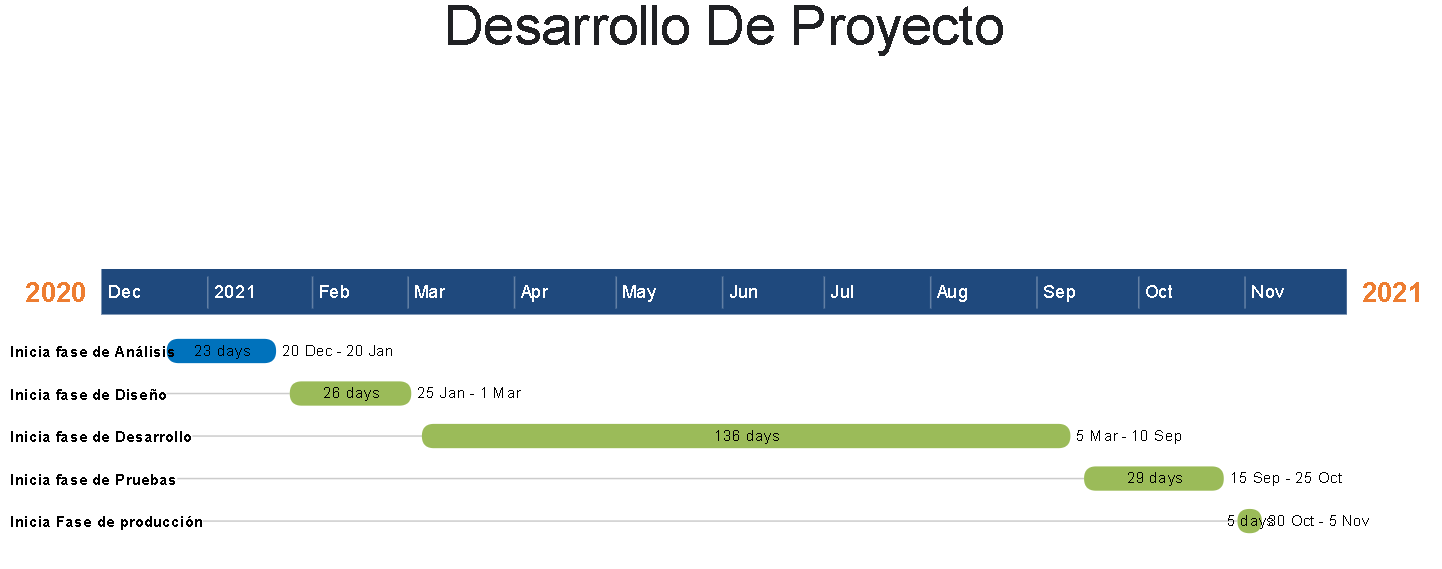 Desarrollo De Proyecto
2020 Dec 2021 Feb Mar Apr May Jun Jul Aug Sep Oct Nov 2021
Inicia fase de Análisis 23 days 20 Dec - 20 Jan
Inicia fase de Diseño 26 days 25 Jan - 1 Mar
Inicia fase de Desarrollo 136 days 5 Mar - 10 Sep
Inicia fase de Pruebas 29 days 15 Sep - 25 Oct
Inicia Fase de producción 5 days 30 Oct - 5 Nov